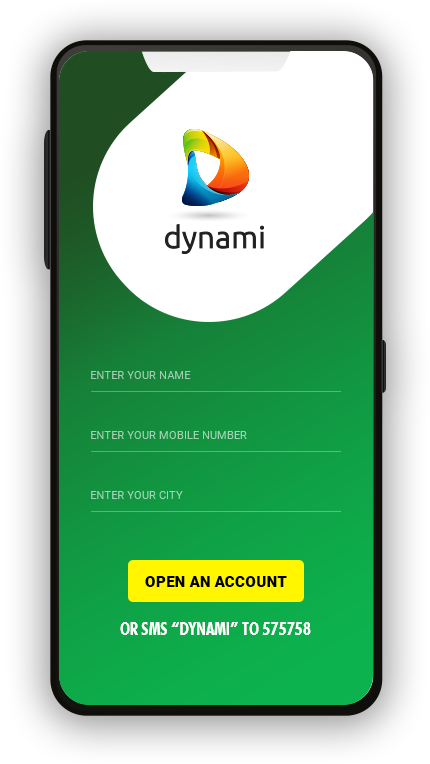 dynami
ENTER YOUR NAME
ENTER YOUR MOBILE NUMBER
ENTER YOUR CITY
OPEN AN ACCOUNT
OR SMS “DYNAMI” TO 575758